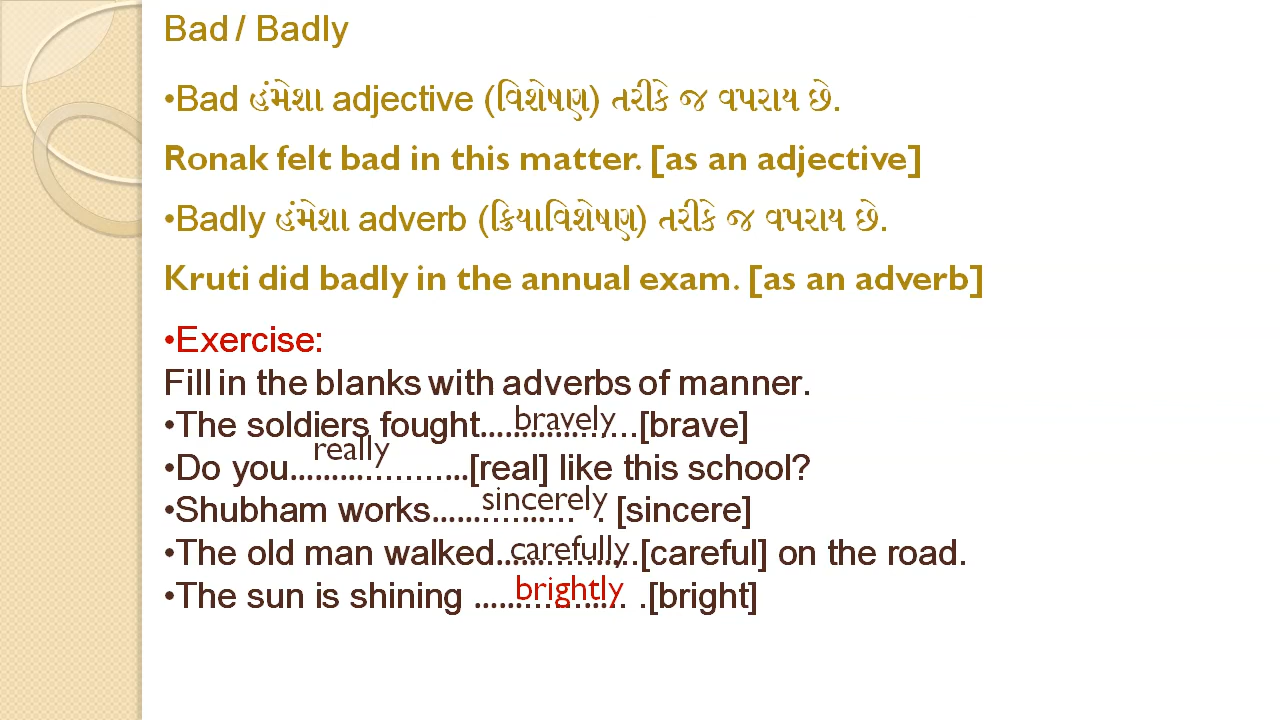 Bad / Badly
•Bad હંમેશા adjective (વિશેષણ) તરીકે જ વપરાય છે.
Ronak felt bad in this matter. [as an adjective]
•Badly હંમેશા adverb (ક્રિયાવિશેષણ) તરીકે જ વપરાય છે.
Kruti did badly in the annual exam. [as an adverb]
•Exercise:
Fill in the blanks with adverbs of manner.
•The soldiers fought......bravely......[brave]
•Do you......really......[real] like this school?
•Shubham works......sincerely...... [sincere]
•The old man walked......carefully......[careful] on the road.
•The sun is shining ......brightly...... .[bright]